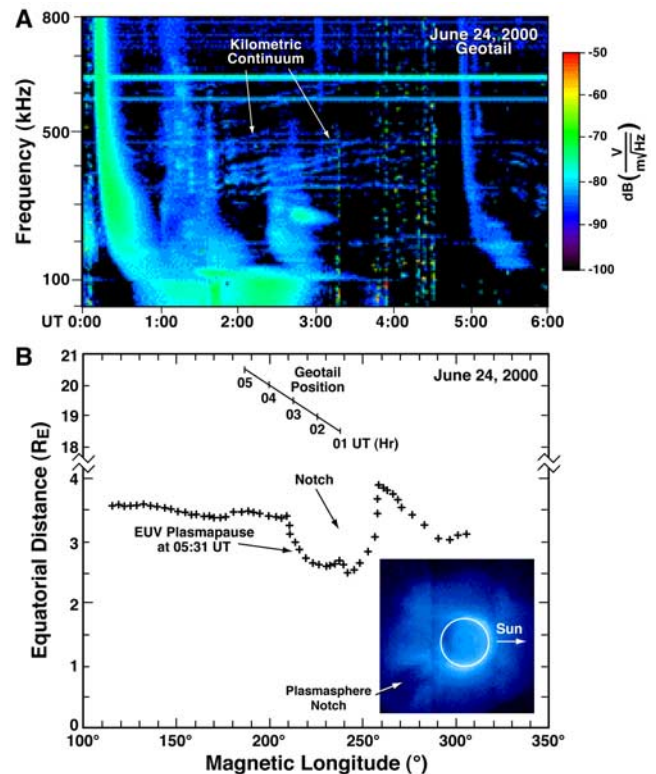 A
800
500
100
Frequency (kHz)
June 24, 2000
Geotail
Kilometric
Continuum
UT 0:00 1:00 2:00 3:00 4:00 5:00 6:00
-50
-60
-70
-80
-90
-100
dB (V/m√Hz)
B
21
20
19
18
4
3
2
1
0
Equatorial Distance (RE)
June 24, 2000
Geotail
Position
05
04
03
02
01 UT (Hr)
Notch
EUV Plasmapause
at 05:31 UT
Sun
Plasmasphere
Notch
100° 150° 200° 250° 300° 350°
Magnetic Longitude (°)